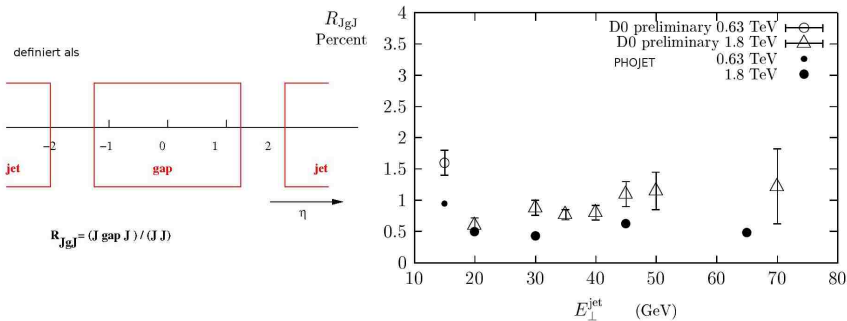 definiert als
−2
−1
0
1
2
jet
gap
jet
η
R_JgJ = (J gap J ) / (J J)
R_JgJ
Percent
4
3.5
3
2.5
2
1.5
1
0.5
0
D0 preliminary 0.63 TeV
D0 preliminary 1.8 TeV
PHOJET 0.63 TeV
1.8 TeV
10 20 30 40 50 60 70 80
E_⊥^jet (GeV)